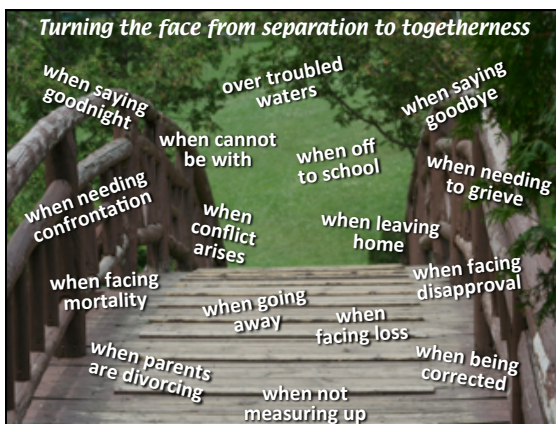 Turning the face from separation to togetherness
when saying
goodnight
over troubled
waters
when saying
goodbye
when cannot
be with
when off
to school
when needing
to grieve
when needing
confrontation
when
conflict
arises
when leaving
home
when facing
mortality
when facing
disapproval
when going
away
when
facing loss
when parents
are divorcing
when being
corrected
when not
measuring up